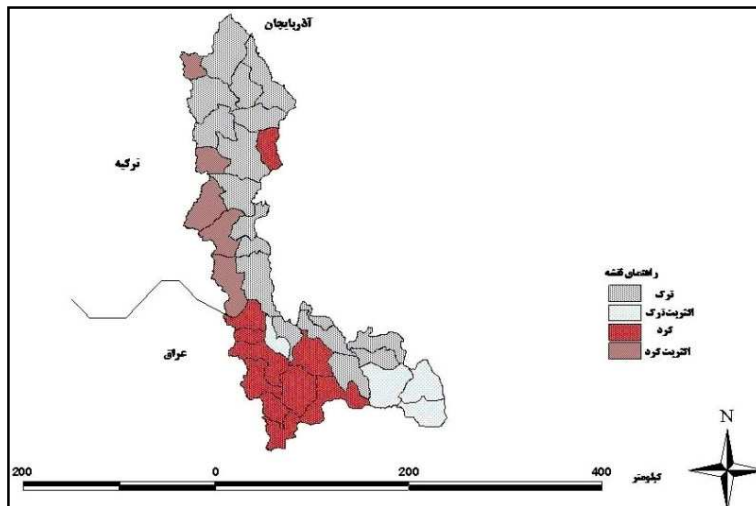 آذربایجان
ترکیه
عراق
راهنمای نقشه
ترک
اکثریت ترک
کرد
اکثریت کرد
N
200 0 200 400
کیلومتر